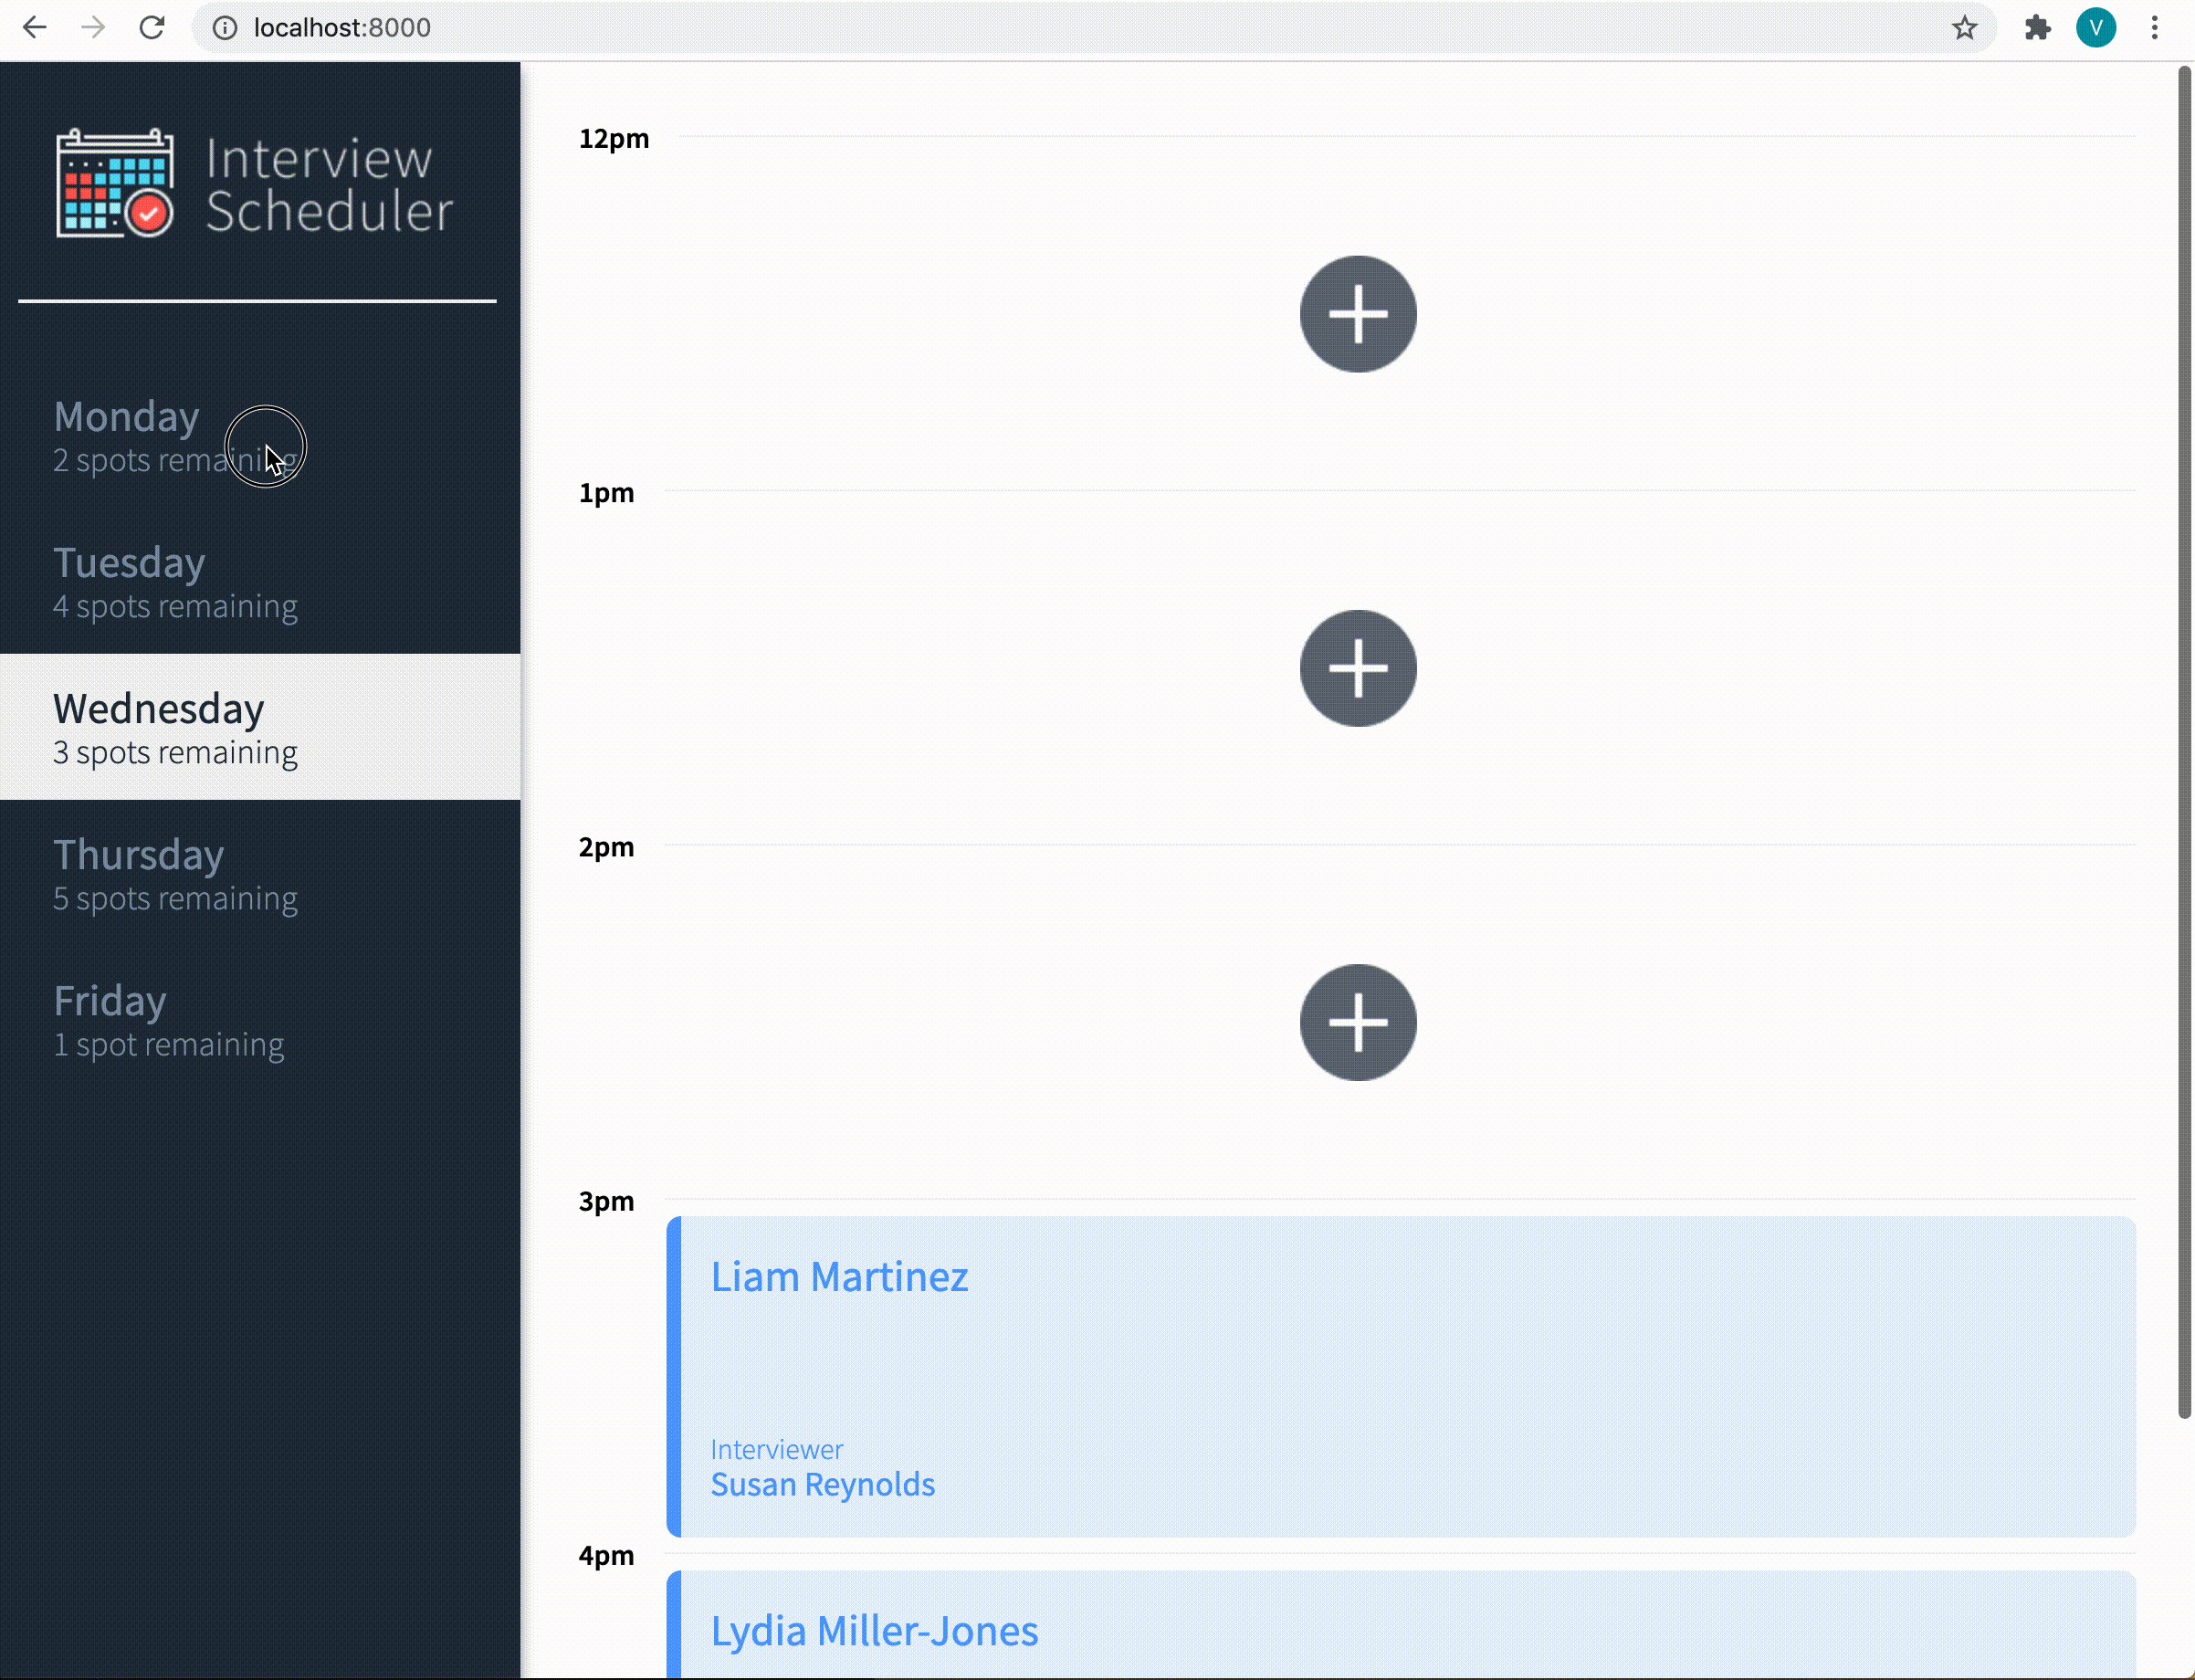 localhost:8000
V
Interview
Scheduler
Monday
2 spots remaining
Tuesday
4 spots remaining
Wednesday
3 spots remaining
Thursday
5 spots remaining
Friday
1 spot remaining
12pm
1pm
2pm
3pm
Liam Martinez
Interviewer
Susan Reynolds
4pm
Lydia Miller-Jones